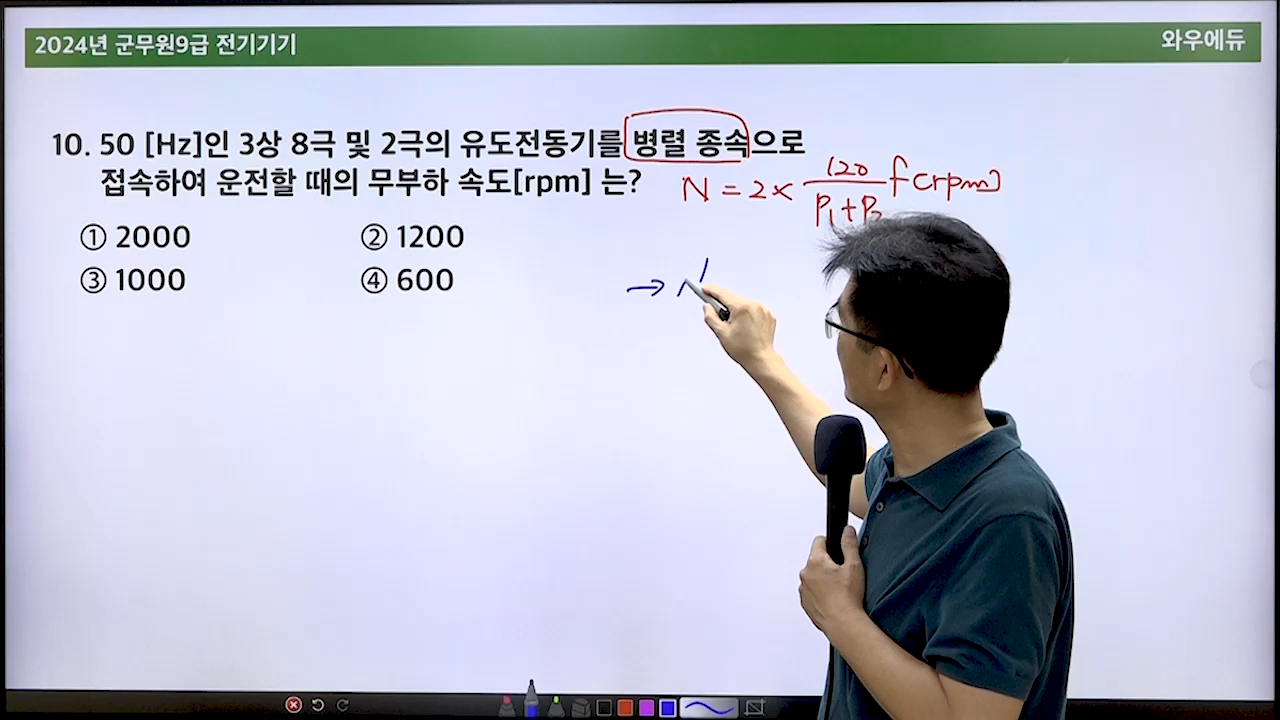 2024년 군무원9급 전기기기
와우에듀
10. 50 [Hz]인 3상 8극 및 2극의 유도전동기를 병렬 종속으로
접속하여 운전할 때의 무부하 속도[rpm] 는?
N = 2 × 120 / P₁+P₂ f [rpm]
① 2000
② 1200
③ 1000
④ 600
→